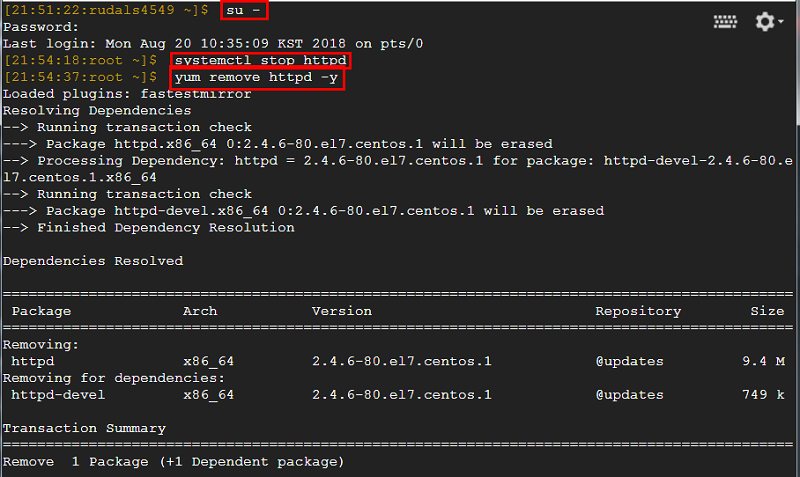 [21:51:22:rudals4549 ~]$ su -
Password:
Last login: Mon Aug 20 10:35:09 KST 2018 on pts/0
[21:54:18:root ~]$ systemctl stop httpd
[21:54:37:root ~]$ yum remove httpd -y
Loaded plugins: fastestmirror
Resolving Dependencies
--> Running transaction check
---> Package httpd.x86_64 0:2.4.6-80.el7.centos.1 will be erased
--> Processing Dependency: httpd = 2.4.6-80.el7.centos.1 for package: httpd-devel-2.4.6-80.e
l7.centos.1.x86_64
--> Running transaction check
---> Package httpd-devel.x86_64 0:2.4.6-80.el7.centos.1 will be erased
--> Finished Dependency Resolution
Dependencies Resolved
============================================================================================
Package Arch Version Repository Size
============================================================================================
Removing:
httpd x86_64 2.4.6-80.el7.centos.1 @updates 9.4 M
Removing for dependencies:
httpd-devel x86_64 2.4.6-80.el7.centos.1 @updates 749 k
Transaction Summary
============================================================================================
Remove 1 Package (+1 Dependent package)